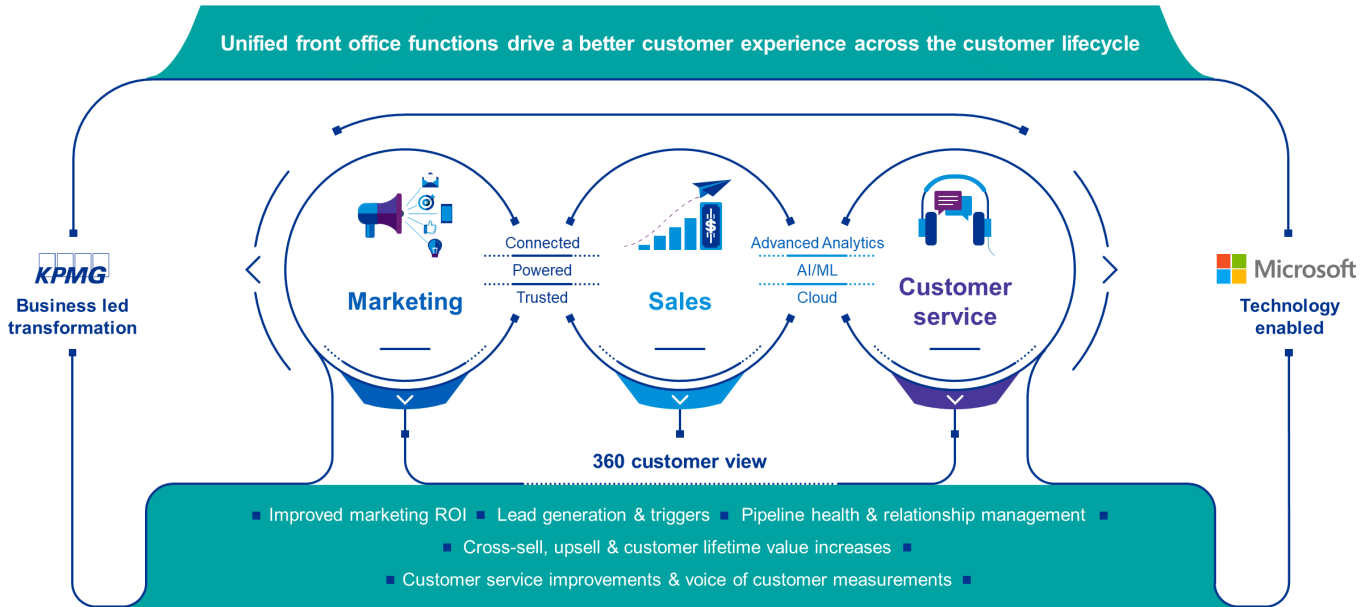 Unified front office functions drive a better customer experience across the customer lifecycle
KPMG
Business led
transformation
Marketing
Connected
Powered
Trusted
$
Sales
Advanced Analytics
AI/ML
Cloud
Customer
service
Microsoft
Technology
enabled
360 customer view
■ Improved marketing ROI ■ Lead generation & triggers ■ Pipeline health & relationship management ■
■ Cross-sell, upsell & customer lifetime value increases ■
■ Customer service improvements & voice of customer measurements ■